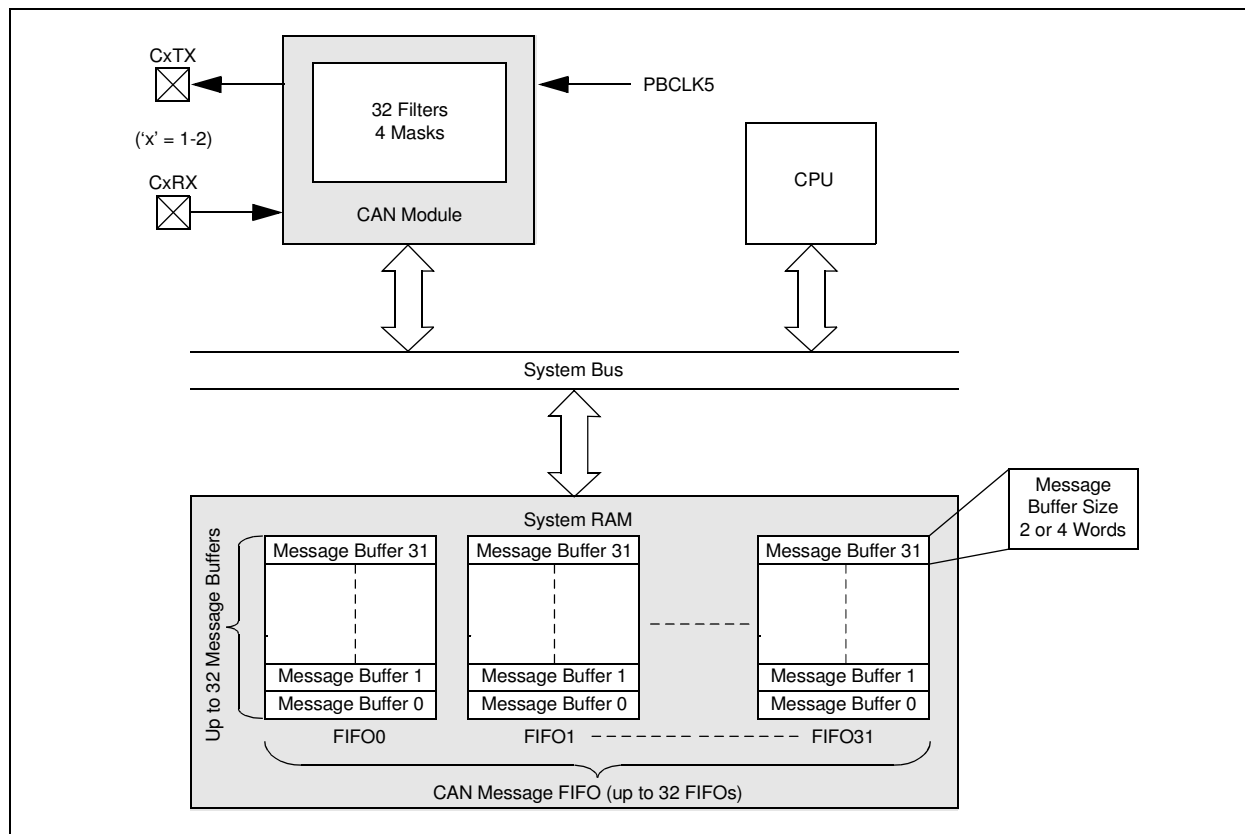 CxTX
PBCLK5
32 Filters
4 Masks
(‘x’ = 1-2)
CxRX
CPU
CAN Module
System Bus
System RAM
Message
Buffer Size
2 or 4 Words
Up to 32 Message Buffers
Message Buffer 31
Message Buffer 31
Message Buffer 31
Message Buffer 1
Message Buffer 1
Message Buffer 1
Message Buffer 0
Message Buffer 0
Message Buffer 0
FIFO0
FIFO1
FIFO31
CAN Message FIFO (up to 32 FIFOs)